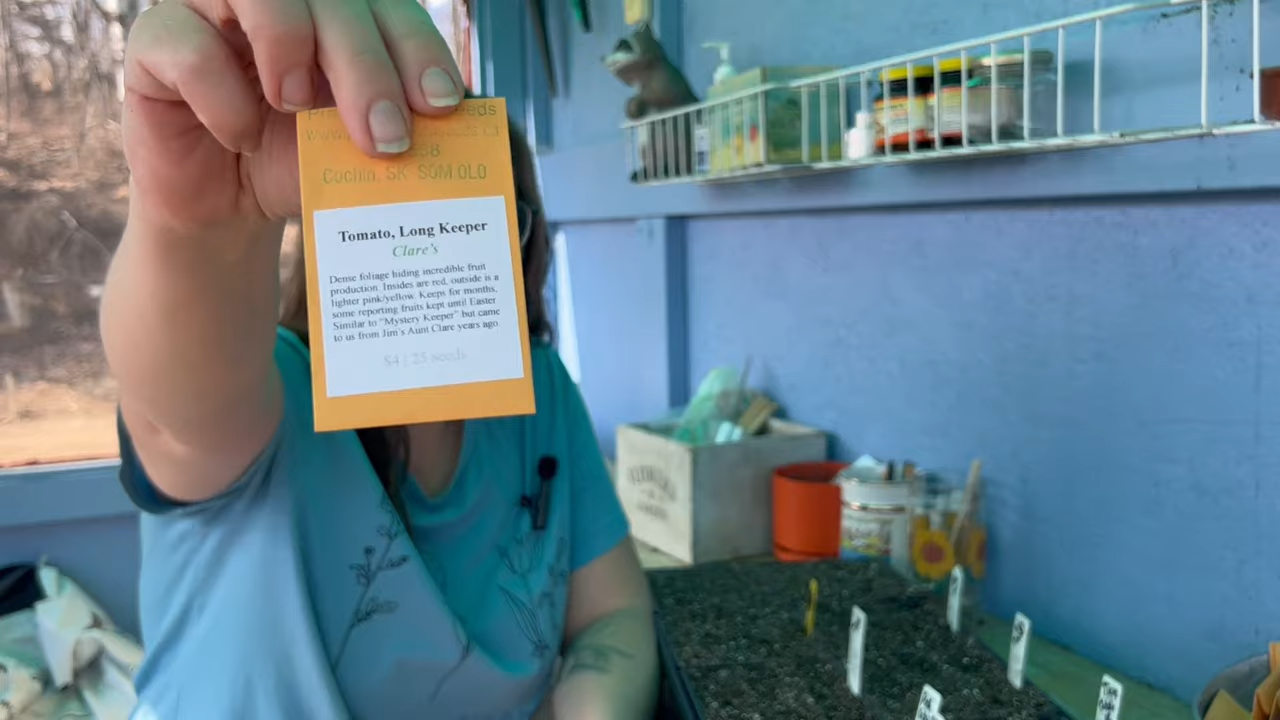 Cochin, SK S0M 0L0
Tomato, Long Keeper
Clare's
Dense foliage hiding incredible fruit
production. Insides are red, outside is a
lighter pink/yellow. Keeps for months,
some reporting fruits kept until Easter
Similar to "Mystery Keeper" but came
to us from Jim's Aunt Clare years ago
$4 / 25 seeds